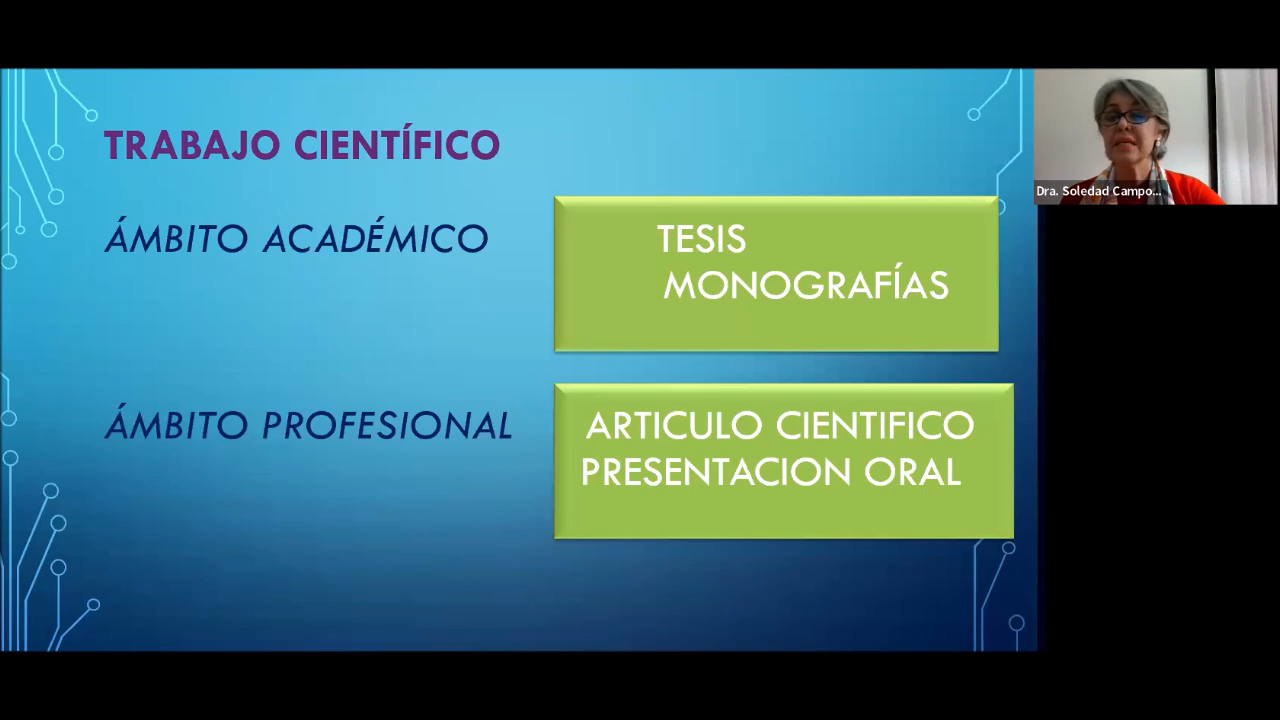 TRABAJO CIENTÍFICO
ÁMBITO ACADÉMICO
TESIS
MONOGRAFÍAS
ÁMBITO PROFESIONAL
ARTICULO CIENTIFICO
PRESENTACION ORAL
Dra. Soledad Campo...